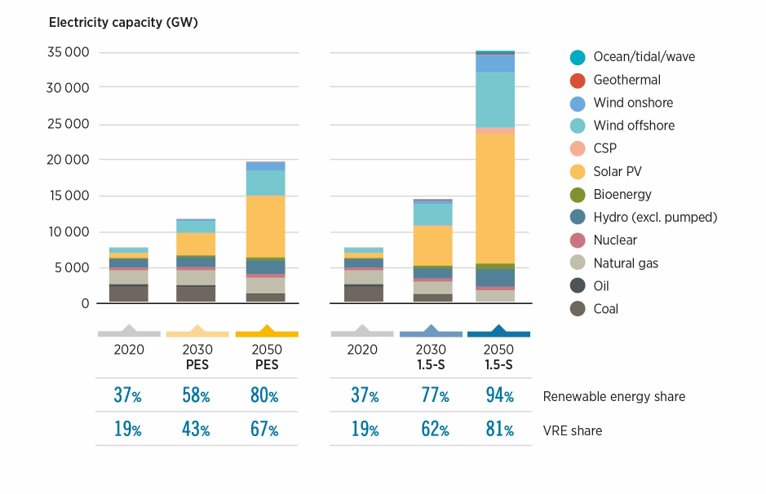 Electricity capacity (GW)
35 000
30 000
25 000
20 000
15 000
10 000
5 000
0
2020
2030
PES
2050
PES
2020
2030
1.5-S
2050
1.5-S
37% 58% 80% 37% 77% 94% Renewable energy share
19% 43% 67% 19% 62% 81% VRE share
Ocean/tidal/wave
Geothermal
Wind onshore
Wind offshore
CSP
Solar PV
Bioenergy
Hydro (excl. pumped)
Nuclear
Natural gas
Oil
Coal